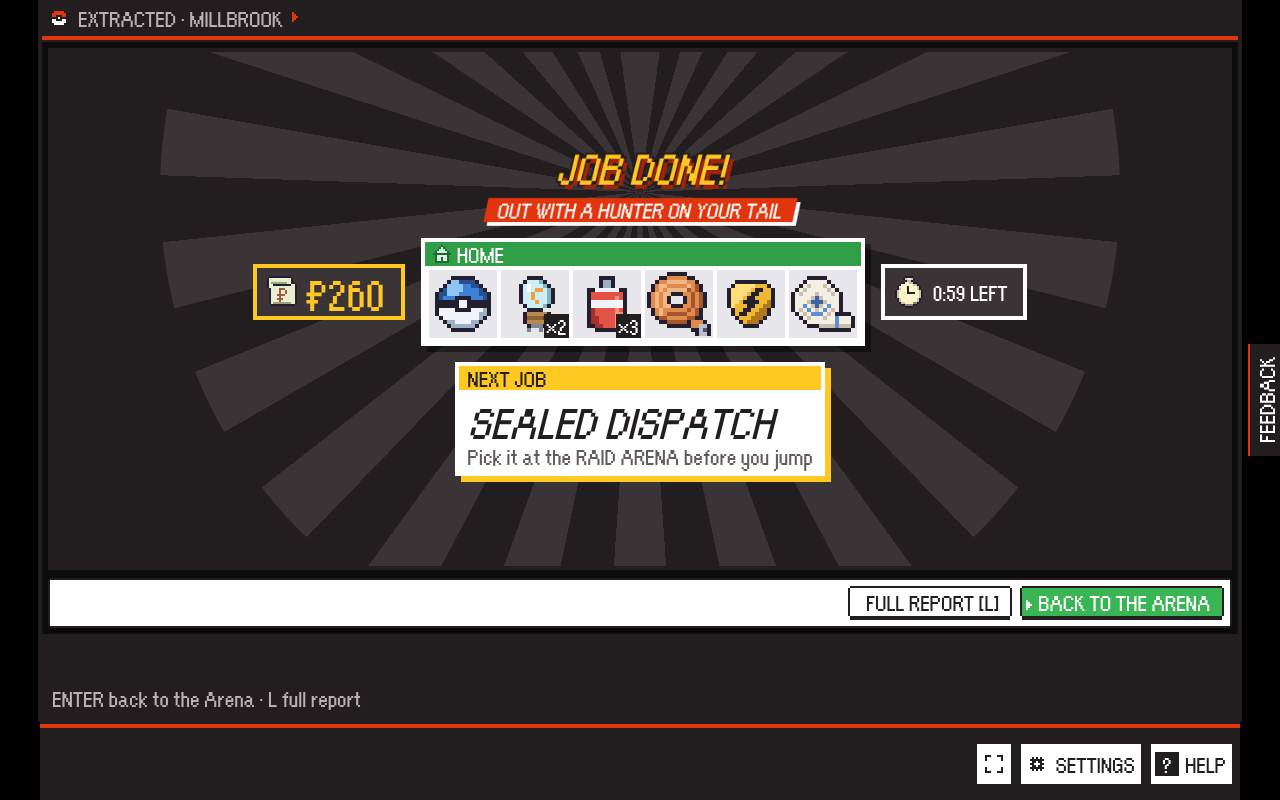 EXTRACTED · MILLBROOK
JOB DONE!
OUT WITH A HUNTER ON YOUR TAIL
HOME
₽260
×2
×3
0:59 LEFT
NEXT JOB
SEALED DISPATCH
Pick it at the RAID ARENA before you jump
FEEDBACK
FULL REPORT [L]
BACK TO THE ARENA
ENTER back to the Arena · L full report
SETTINGS
? HELP